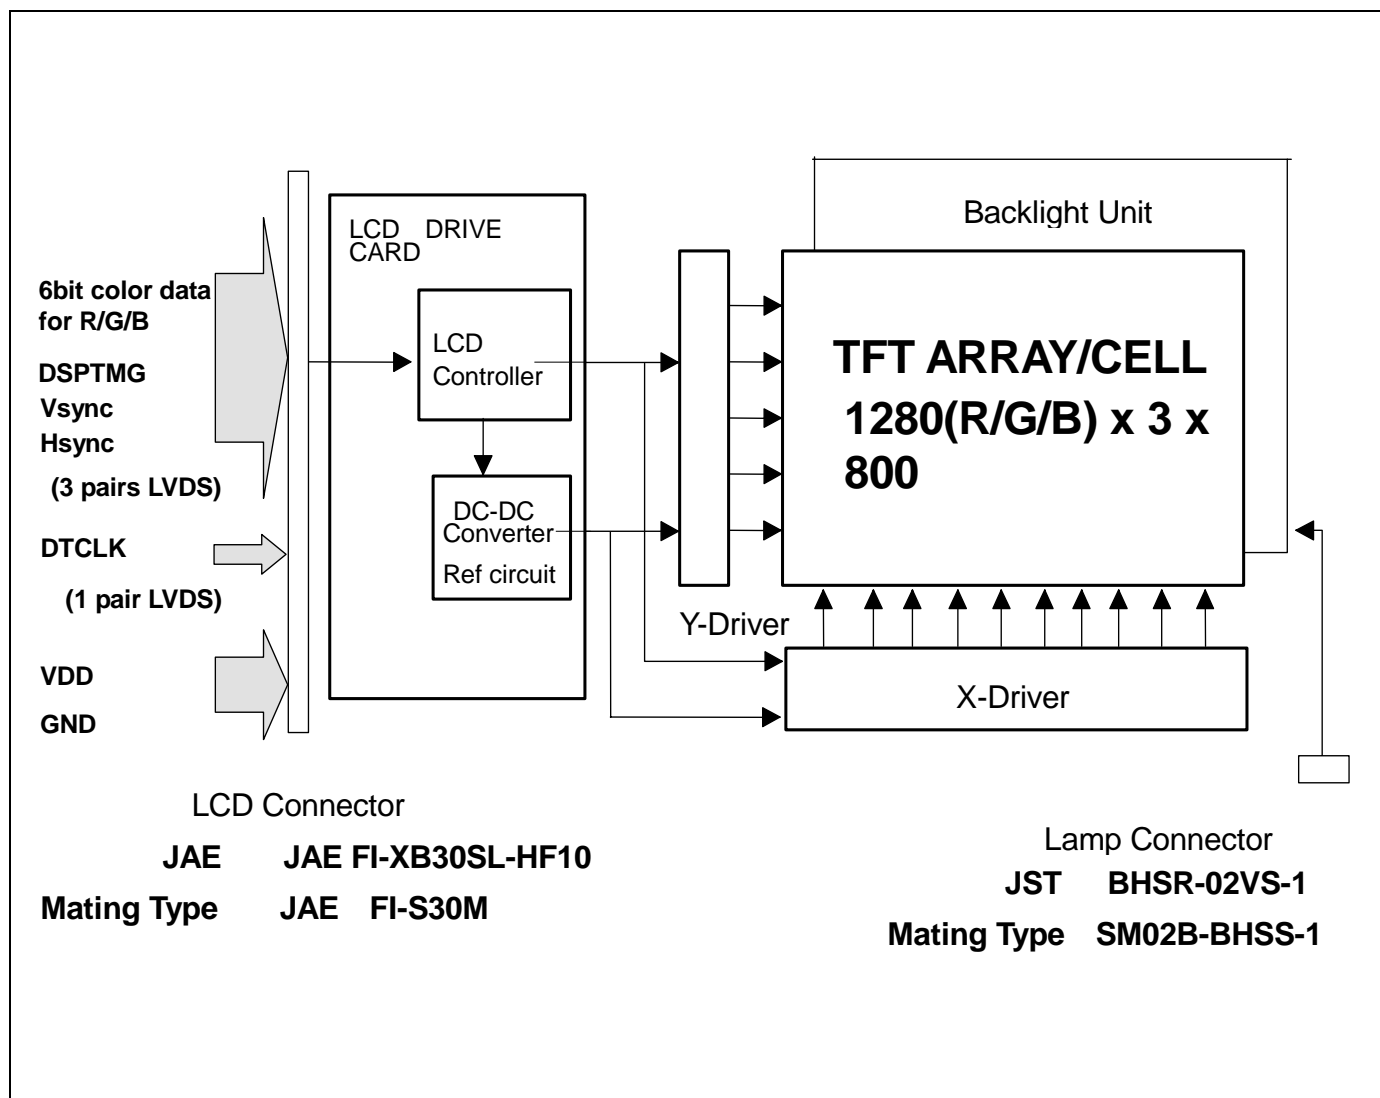 Backlight Unit
LCD DRIVE
CARD
6bit color data
for R/G/B
DSPTMG
Vsync
Hsync
(3 pairs LVDS)
DTCLK
(1 pair LVDS)
VDD
GND
LCD
Controller
DC-DC
Converter
Ref circuit
TFT ARRAY/CELL
1280(R/G/B) x 3 x
800
Y-Driver
X-Driver
LCD Connector
JAE JAE FI-XB30SL-HF10
Mating Type JAE FI-S30M
Lamp Connector
JST BHSR-02VS-1
Mating Type SM02B-BHSS-1